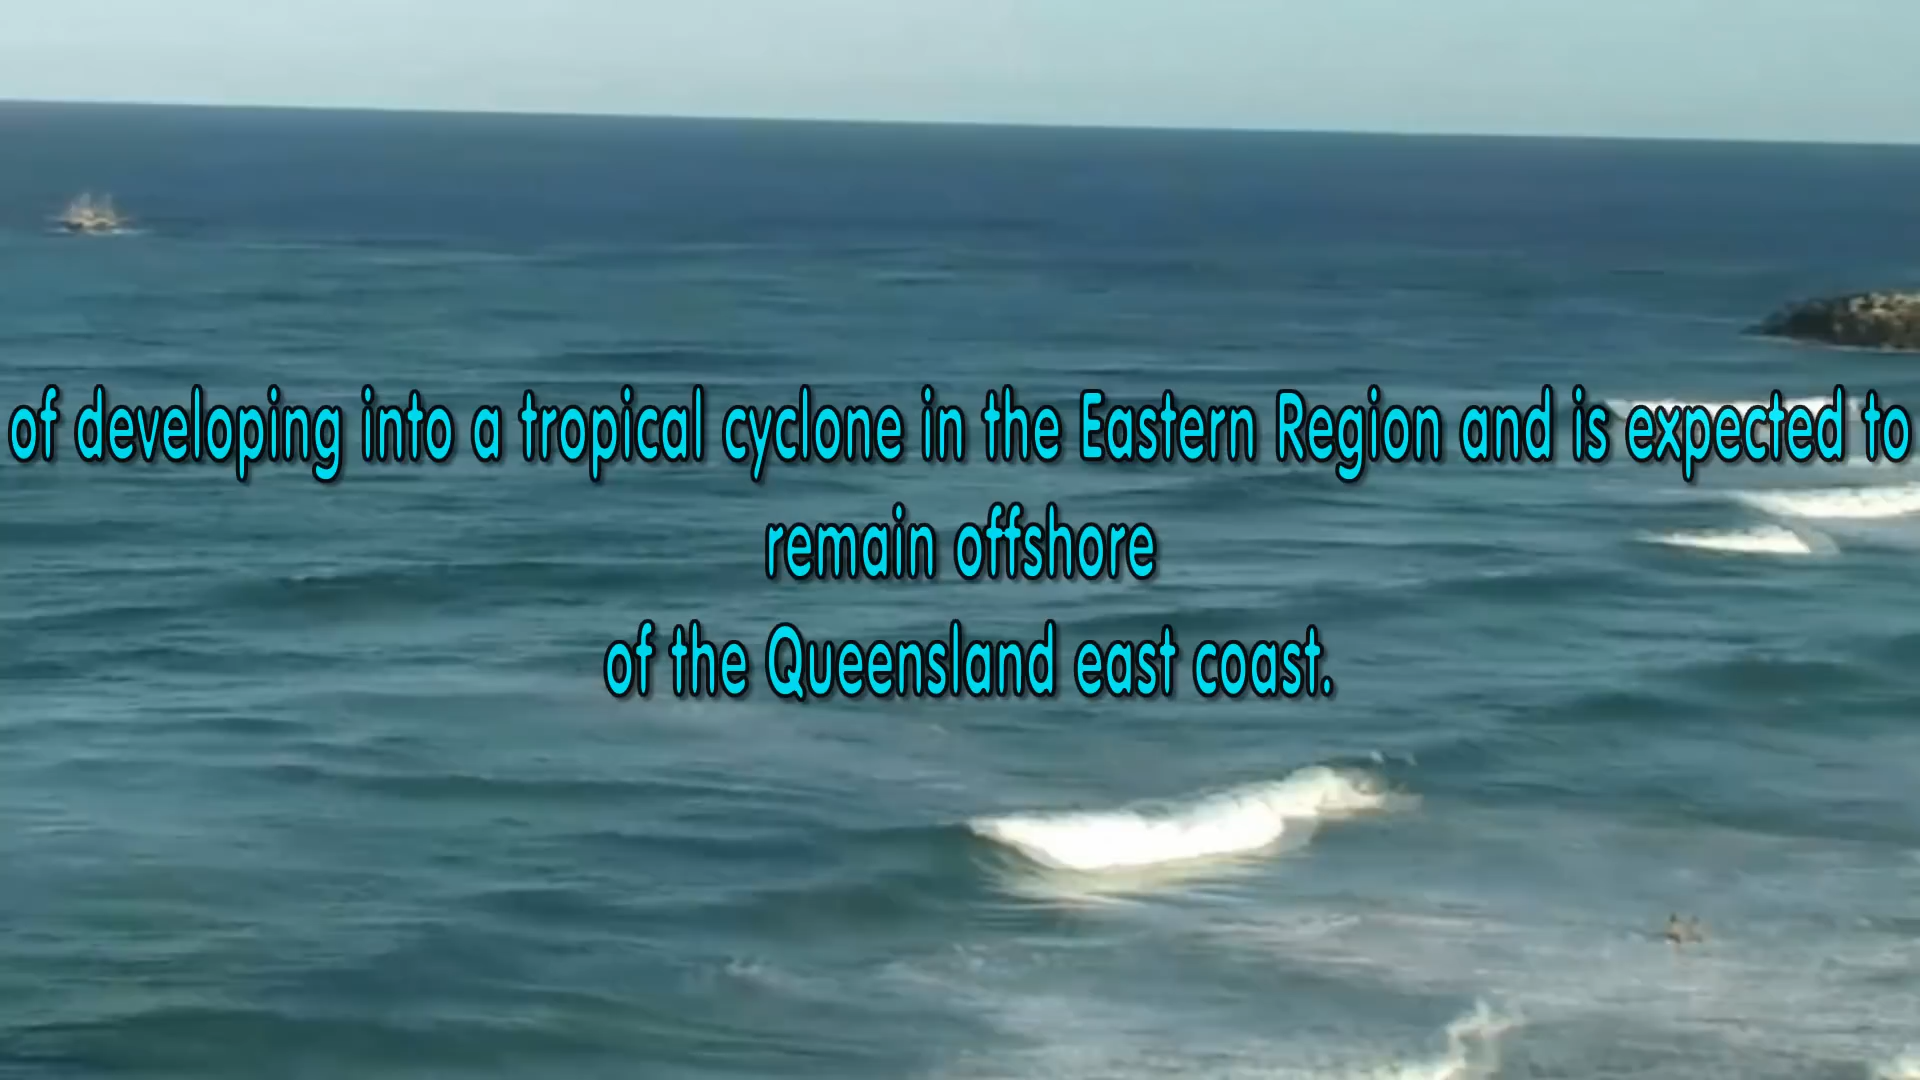 of developing into a tropical cyclone in the Eastern Region and is expected to
remain offshore
of the Queensland east coast.